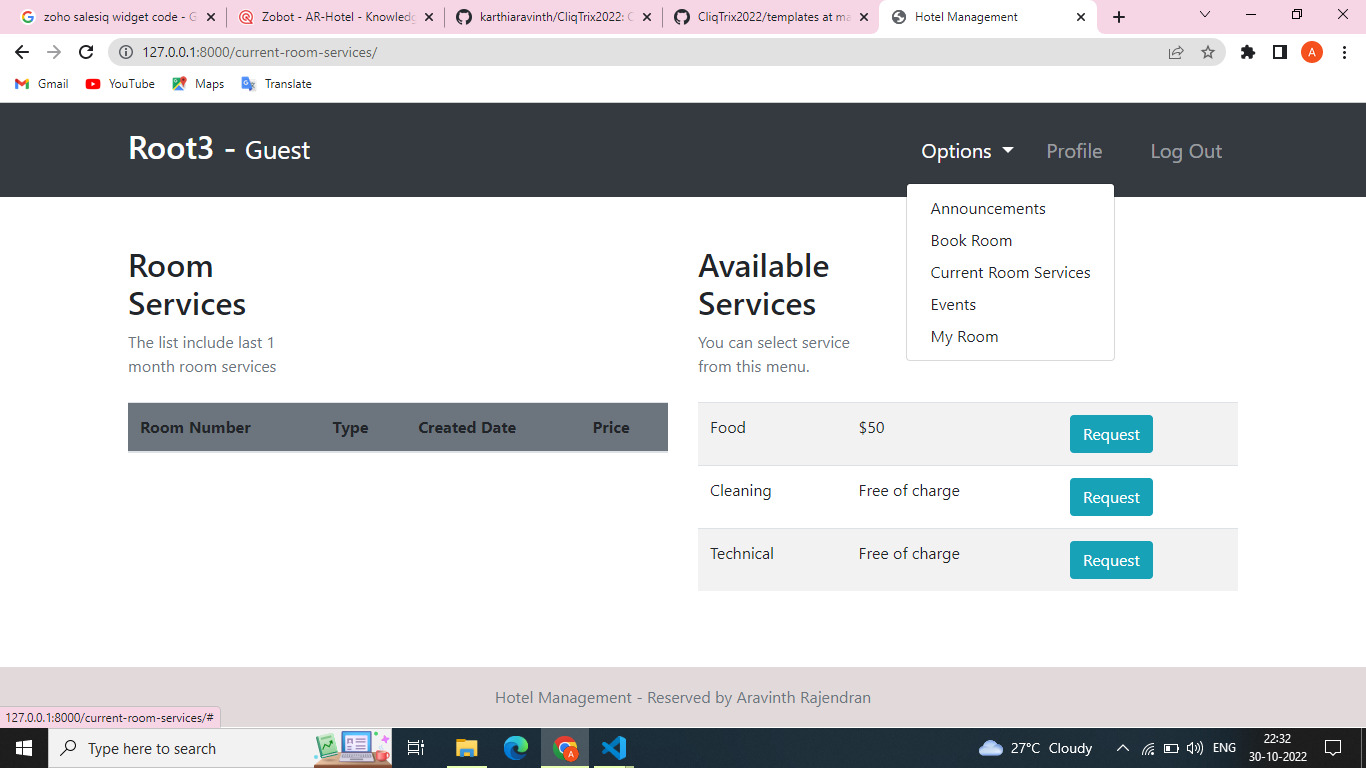 zoho salesiq widget code - G
Zobot - AR-Hotel - Knowledg
karthiaravinth/CliqTrix2022: C
CliqTrix2022/templates at ma
Hotel Management
127.0.0.1:8000/current-room-services/
A
Gmail
YouTube
Maps
Translate
Root3 - Guest
Options
Profile
Log Out
Announcements
Book Room
Current Room Services
Events
My Room
Room
Services
The list include last 1
month room services
Room Number Type Created Date Price
Available
Services
You can select service
from this menu.
Food $50 Request
Cleaning Free of charge Request
Technical Free of charge Request
Hotel Management - Reserved by Aravinth Rajendran
127.0.0.1:8000/current-room-services/#
Type here to search
A
27°C Cloudy
ENG
22:32
30-10-2022